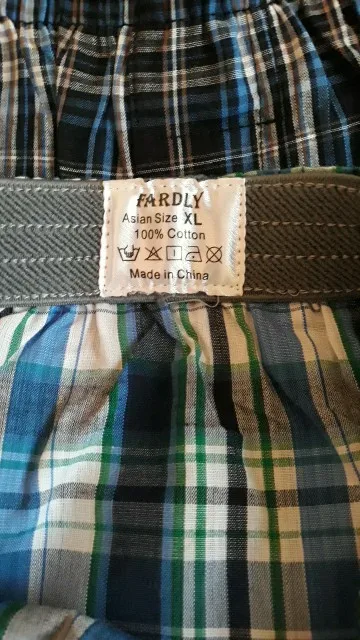 FARDLY
Asian Size XL
100% Cotton
Made in China